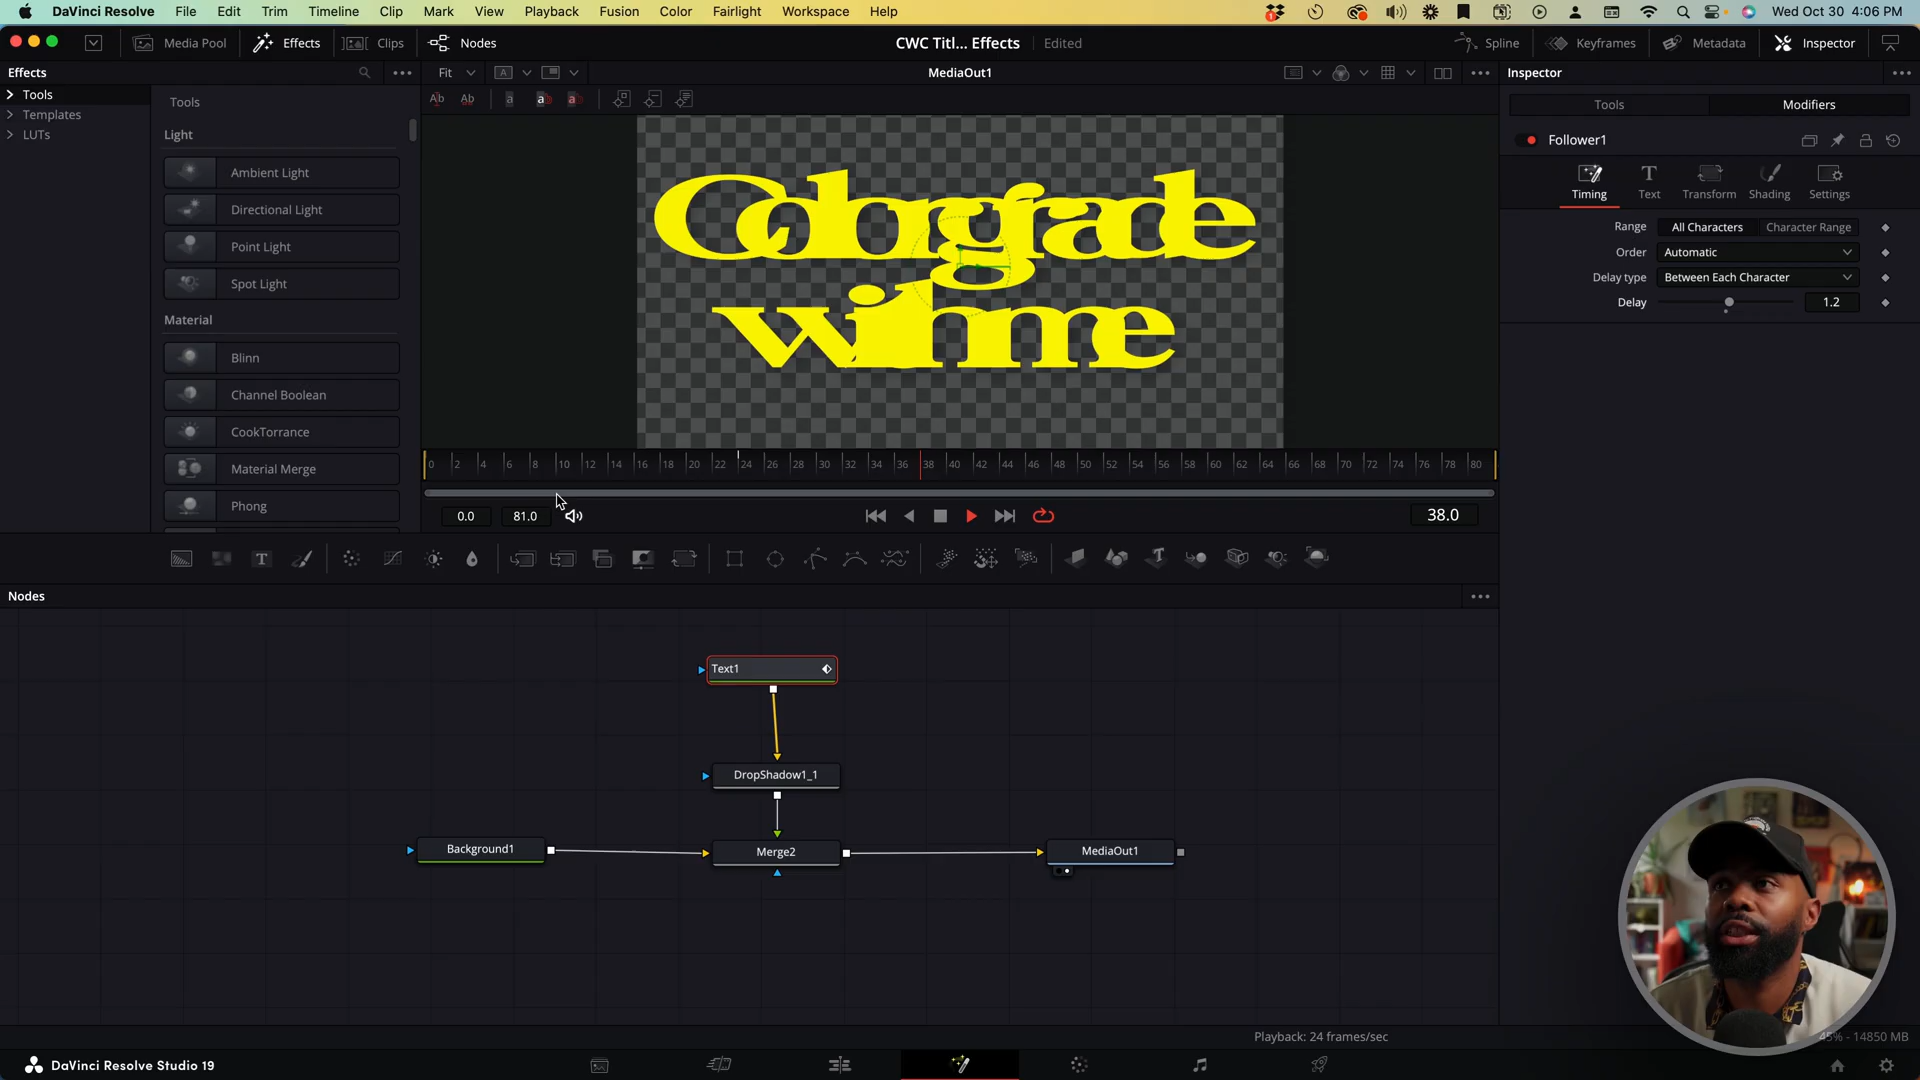 DaVinci Resolve File Edit Trim Timeline Clip Mark View Playback Fusion Color Fairlight Workspace Help
Wed Oct 30 4:06 PM
Media Pool Effects Clips Nodes
CWC Titl... Effects Edited
Spline Keyframes Metadata Inspector
Effects
Fit
MediaOut1
Inspector
Tools
Templates
LUTs
Tools
Light
Ambient Light
Directional Light
Point Light
Spot Light
Material
Blinn
Channel Boolean
CookTorrance
Material Merge
Phong
Colorgrade
withme
0 2 4 6 8 10 12 14 16 18 20 22 24 26 28 30 32 34 36 38 40 42 44 46 48 50 52 54 56 58 60 62 64 66 68 70 72 74 76 78 80
0.0 81.0
38.0
Tools Modifiers
Follower1
Timing Text Transform Shading Settings
Range All Characters Character Range
Order Automatic
Delay type Between Each Character
Delay 1.2
Nodes
Text1
DropShadow1_1
Background1
Merge2
MediaOut1
Playback: 24 frames/sec
45% - 14850 MB
DaVinci Resolve Studio 19